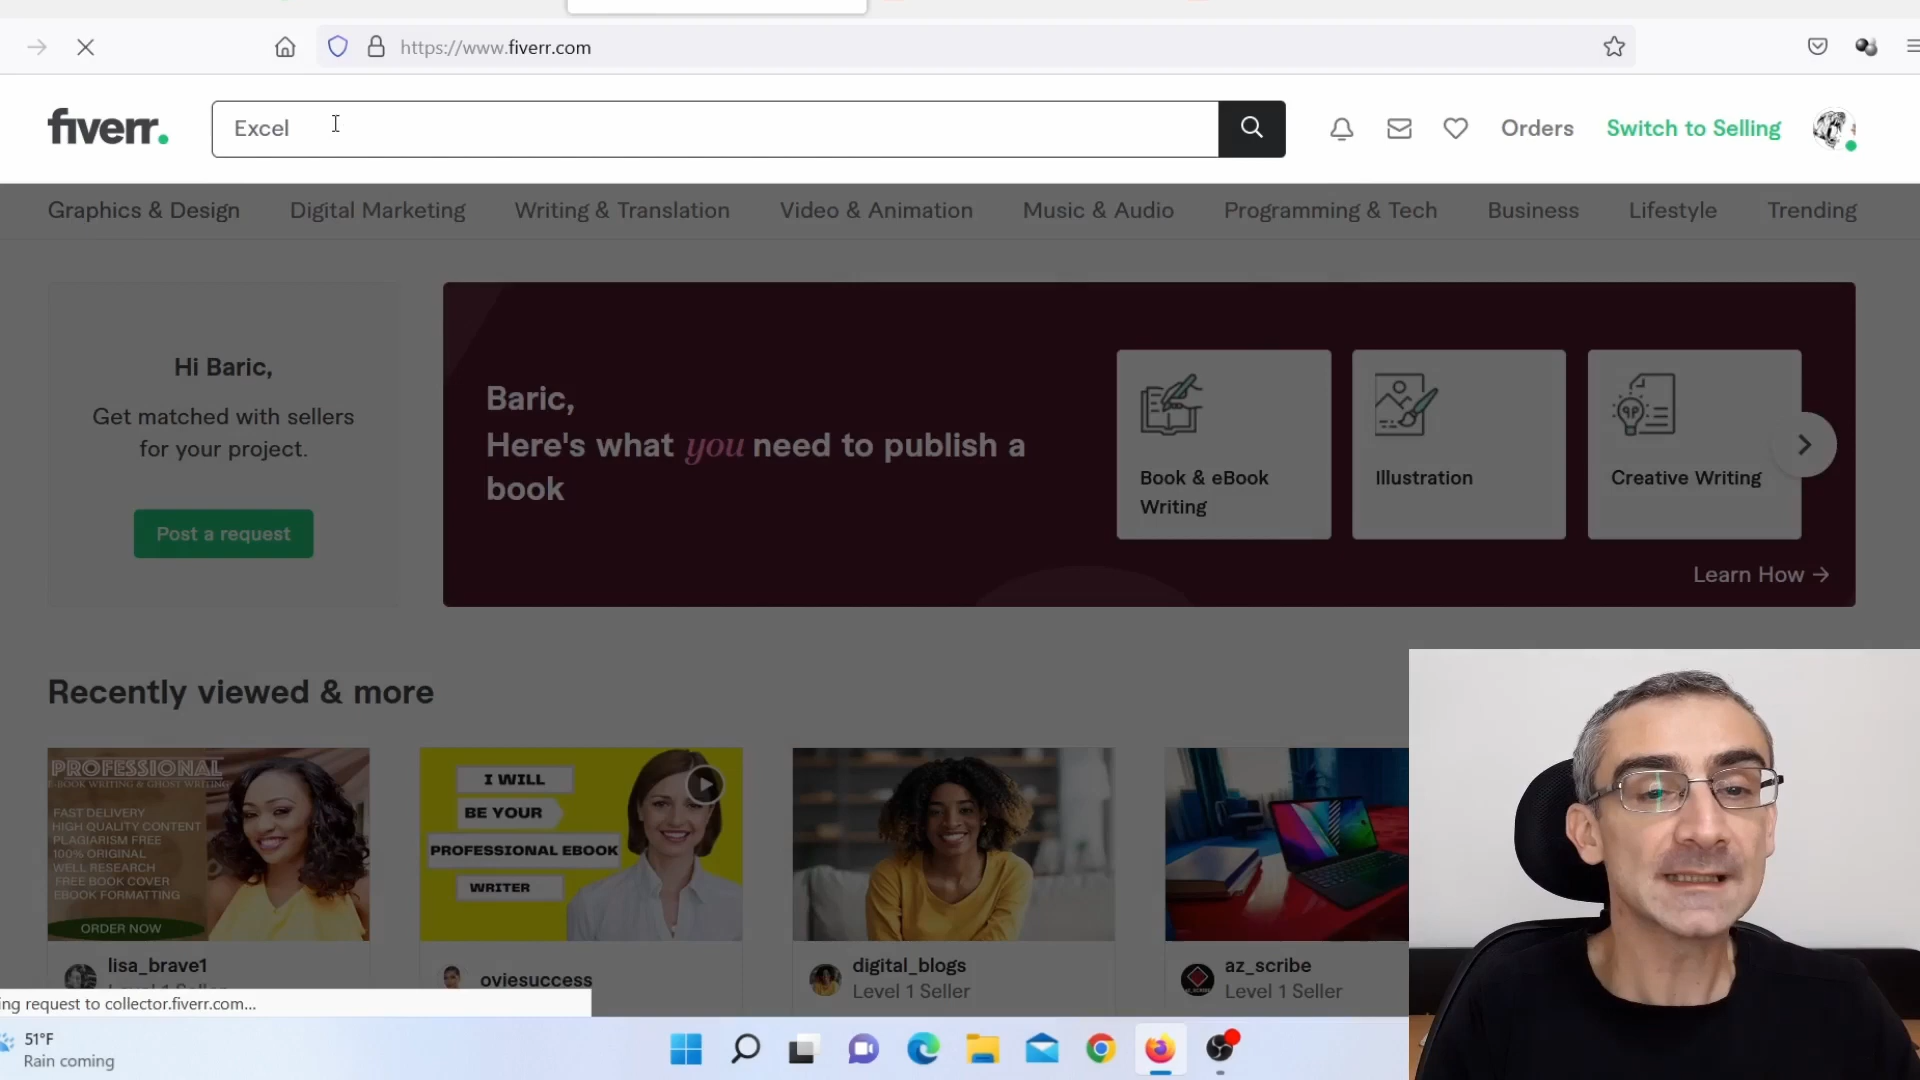 https://www.fiverr.com
fiverr.
Excel
Orders
Switch to Selling
Graphics & Design
Digital Marketing
Writing & Translation
Video & Animation
Music & Audio
Programming & Tech
Business
Lifestyle
Trending
Hi Baric,
Get matched with sellers
for your project.
Post a request
Baric,
Here's what you need to publish a
book
Book & eBook
Writing
Illustration
Creative Writing
Learn How →
Recently viewed & more
PROFESSIONAL
E-BOOK WRITING & GHOST WRITING
FAST DELIVERY
HIGH QUALITY CONTENT
PLAGIARISM FREE
100% ORIGINAL
WELL RESEARCH
FREE BOOK COVER
EBOOK FORMATTING
ORDER NOW
I WILL
BE YOUR
PROFESSIONAL EBOOK
WRITER
lisa_brave1
oviesuccess
digital_blogs
Level 1 Seller
az_scribe
Level 1 Seller
ing request to collector.fiverr.com...
51°F
Rain coming